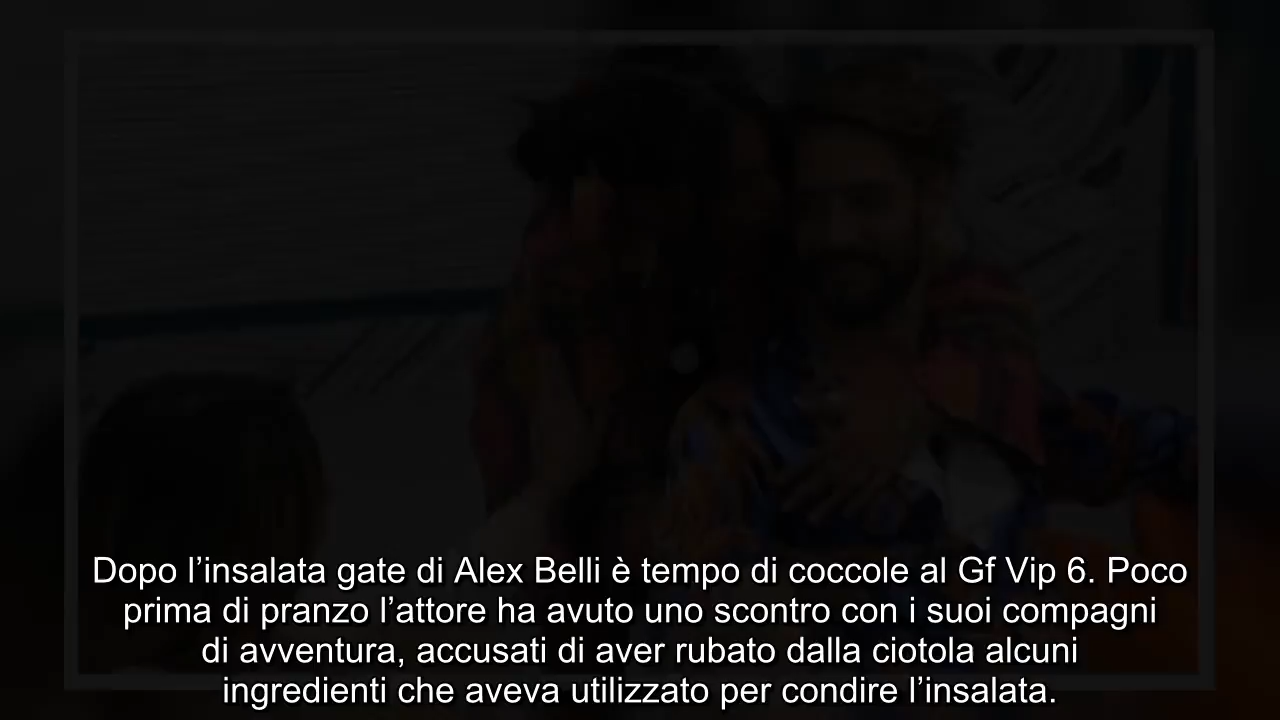 Dopo l’insalata gate di Alex Belli è tempo di coccole al Gf Vip 6. Poco
prima di pranzo l’attore ha avuto uno scontro con i suoi compagni
di avventura, accusati di aver rubato dalla ciotola alcuni
ingredienti che aveva utilizzato per condire l’insalata.